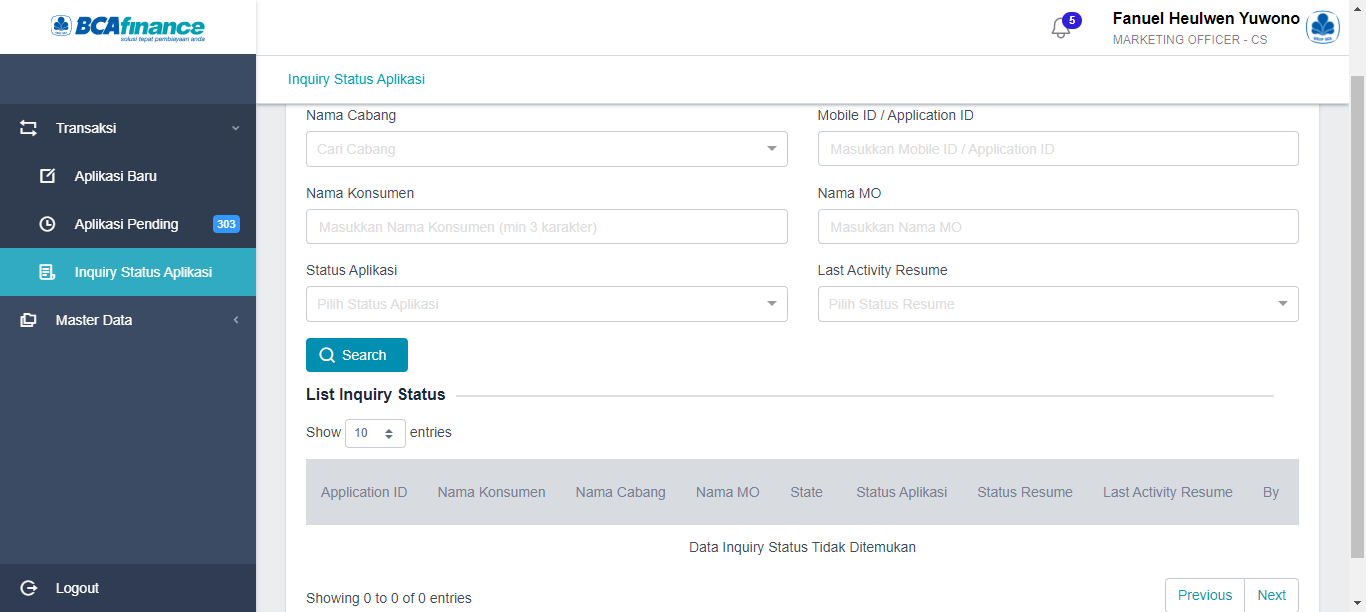 BCAfinance
solusi tepat pembiayaan anda
5
Fanuel Heulwen Yuwono
MARKETING OFFICER - CS
Inquiry Status Aplikasi
Transaksi
Aplikasi Baru
Aplikasi Pending 303
Inquiry Status Aplikasi
Master Data
Logout
Nama Cabang
Cari Cabang
Mobile ID / Application ID
Masukkan Mobile ID / Application ID
Nama Konsumen
Masukkan Nama Konsumen (min 3 karakter)
Nama MO
Masukkan Nama MO
Status Aplikasi
Pilih Status Aplikasi
Last Activity Resume
Pilih Status Resume
Search
List Inquiry Status
Show 10 entries
Application ID Nama Konsumen Nama Cabang Nama MO State Status Aplikasi Status Resume Last Activity Resume By
Data Inquiry Status Tidak Ditemukan
Showing 0 to 0 of 0 entries
Previous Next